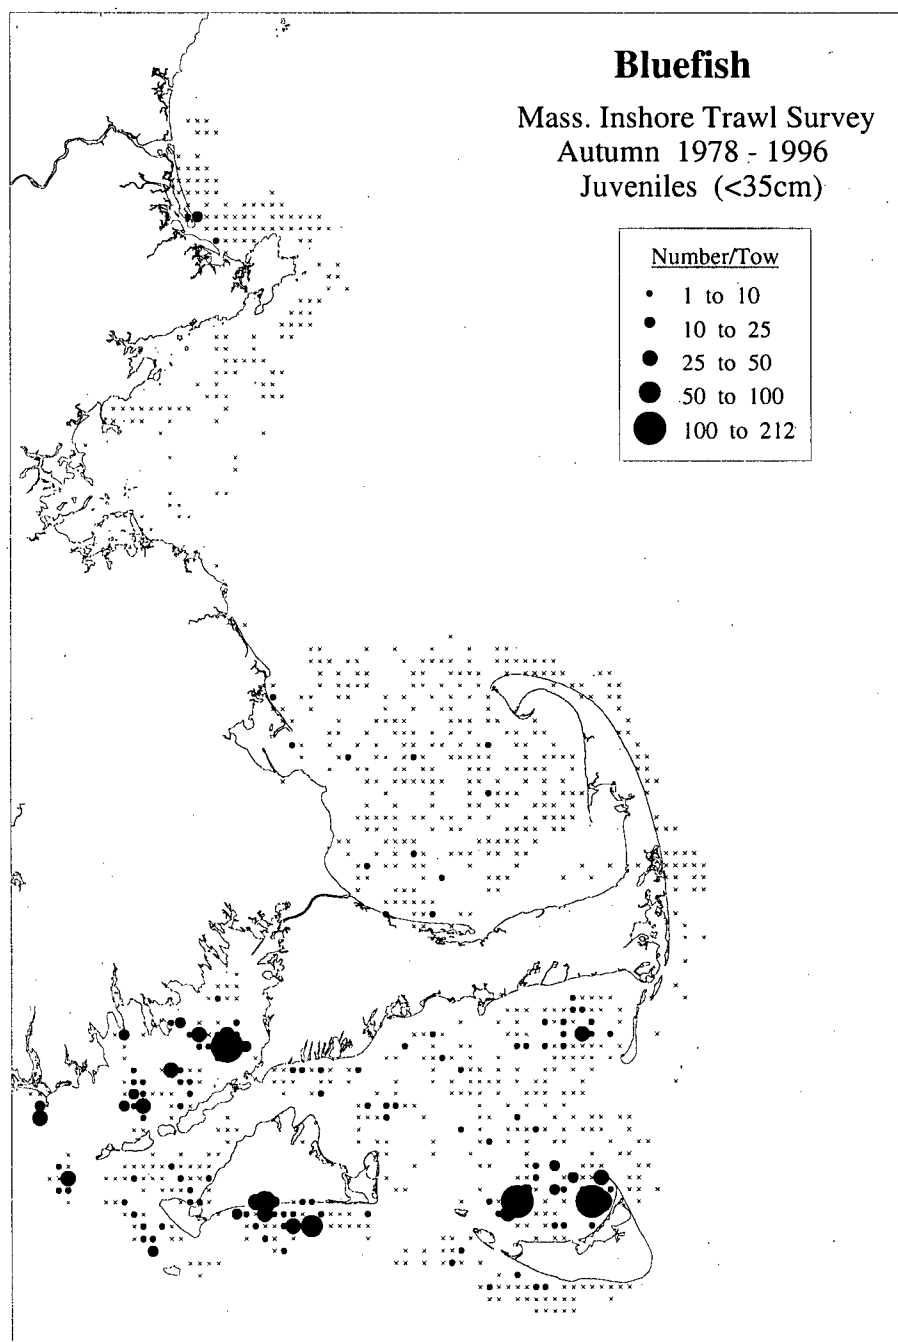 Bluefish
Mass. Inshore Trawl Survey
Autumn 1978 - 1996
Juveniles (<35cm)
Number/Tow
1 to 10
10 to 25
25 to 50
50 to 100
100 to 212